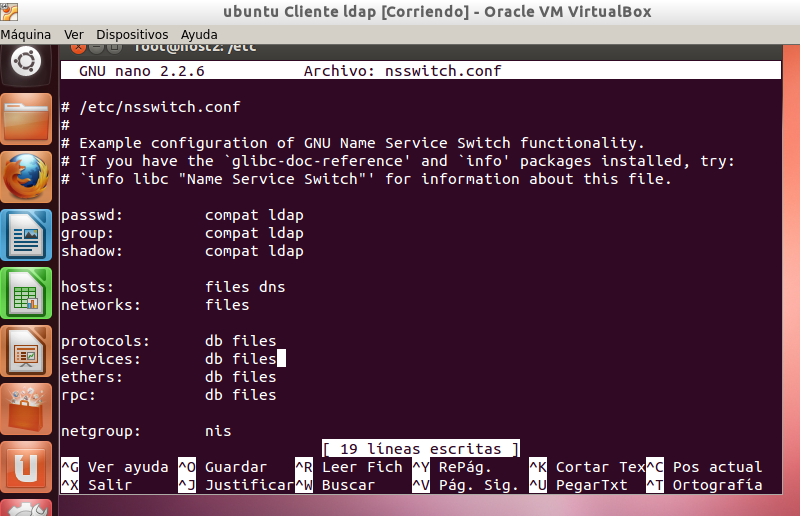 ubuntu Cliente ldap [Corriendo] - Oracle VM VirtualBox
Máquina Ver Dispositivos Ayuda
root@host2: /etc
GNU nano 2.2.6 Archivo: nsswitch.conf
# /etc/nsswitch.conf
#
# Example configuration of GNU Name Service Switch functionality.
# If you have the `glibc-doc-reference' and `info' packages installed, try:
# `info libc "Name Service Switch"' for information about this file.
passwd: compat ldap
group: compat ldap
shadow: compat ldap
hosts: files dns
networks: files
protocols: db files
services: db files
ethers: db files
rpc: db files
netgroup: nis
[ 19 líneas escritas ]
^G Ver ayuda ^O Guardar ^R Leer Fich ^Y RePág. ^K Cortar Tex ^C Pos actual
^X Salir ^J Justificar ^W Buscar ^V Pág. Sig. ^U PegarTxt ^T Ortografía